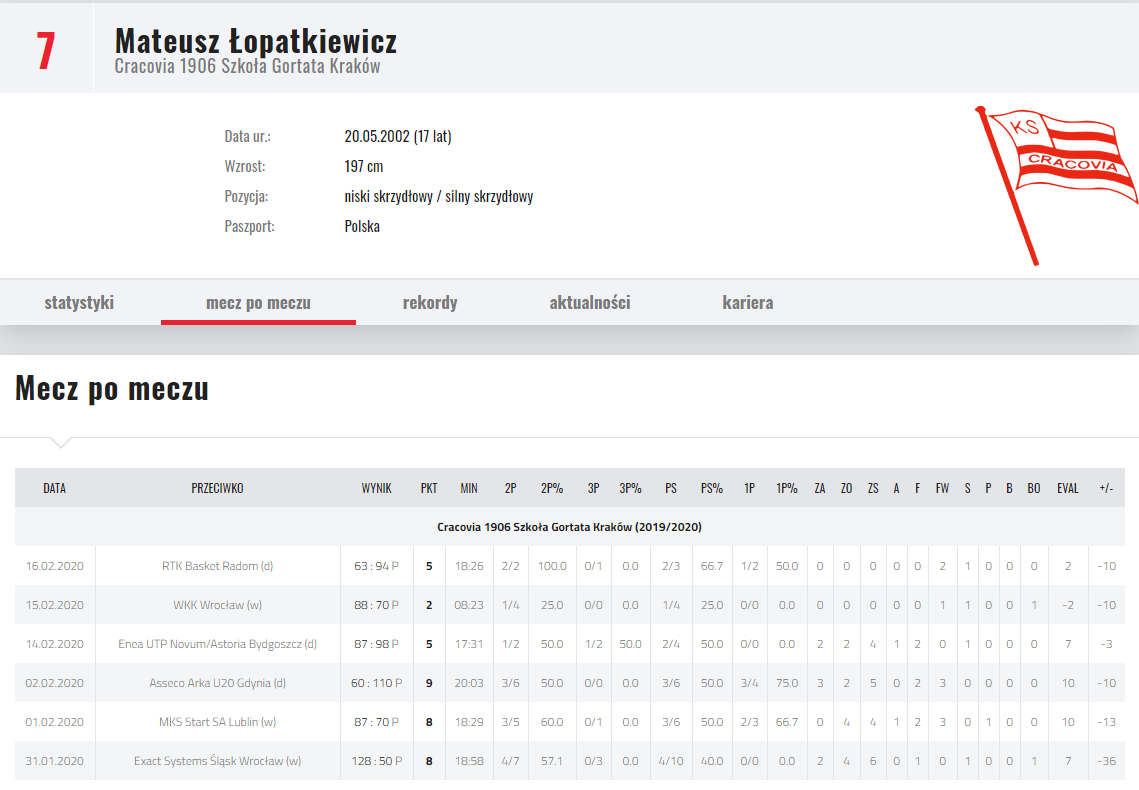 7
Mateusz Łopatkiewicz
Cracovia 1906 Szkoła Gortata Kraków
Data ur.: 20.05.2002 (17 lat)
Wzrost: 197 cm
Pozycja: niski skrzydłowy / silny skrzydłowy
Paszport: Polska
KS
CRACOVIA
statystyki mecz po meczu rekordy aktualności kariera
Mecz po meczu
DATA PRZECIWKO WYNIK PKT MIN 2P 2P% 3P 3P% PS PS% 1P 1P% ZA ZO ZS A F FW S P B BO EVAL +/-
Cracovia 1906 Szkoła Gortata Kraków (2019/2020)
16.02.2020 RTK Basket Radom (d) 63 : 94 P 5 18:26 2/2 100.0 0/1 0.0 2/3 66.7 1/2 50.0 0 0 0 0 0 2 1 0 0 0 2 -10
15.02.2020 WKK Wrocław (w) 88 : 70 P 2 08:23 1/4 25.0 0/0 0.0 1/4 25.0 0/0 0.0 0 0 0 0 0 1 1 0 0 1 -2 -10
14.02.2020 Enea UTP Novum/Astoria Bydgoszcz (d) 87 : 98 P 5 17:31 1/2 50.0 1/2 50.0 2/4 50.0 0/0 0.0 2 2 4 1 2 0 1 0 0 0 7 -3
02.02.2020 Asseco Arka U20 Gdynia (d) 60 : 110 P 9 20:03 3/6 50.0 0/0 0.0 3/6 50.0 3/4 75.0 3 2 5 0 2 3 0 0 0 0 10 -10
01.02.2020 MKS Start SA Lublin (w) 87 : 70 P 8 18:29 3/5 60.0 0/1 0.0 3/6 50.0 2/3 66.7 0 4 4 1 2 3 0 1 0 0 10 -13
31.01.2020 Exact Systems Śląsk Wrocław (w) 128 : 50 P 8 18:58 4/7 57.1 0/3 0.0 4/10 40.0 0/0 0.0 2 4 6 0 1 0 1 0 0 1 7 -36